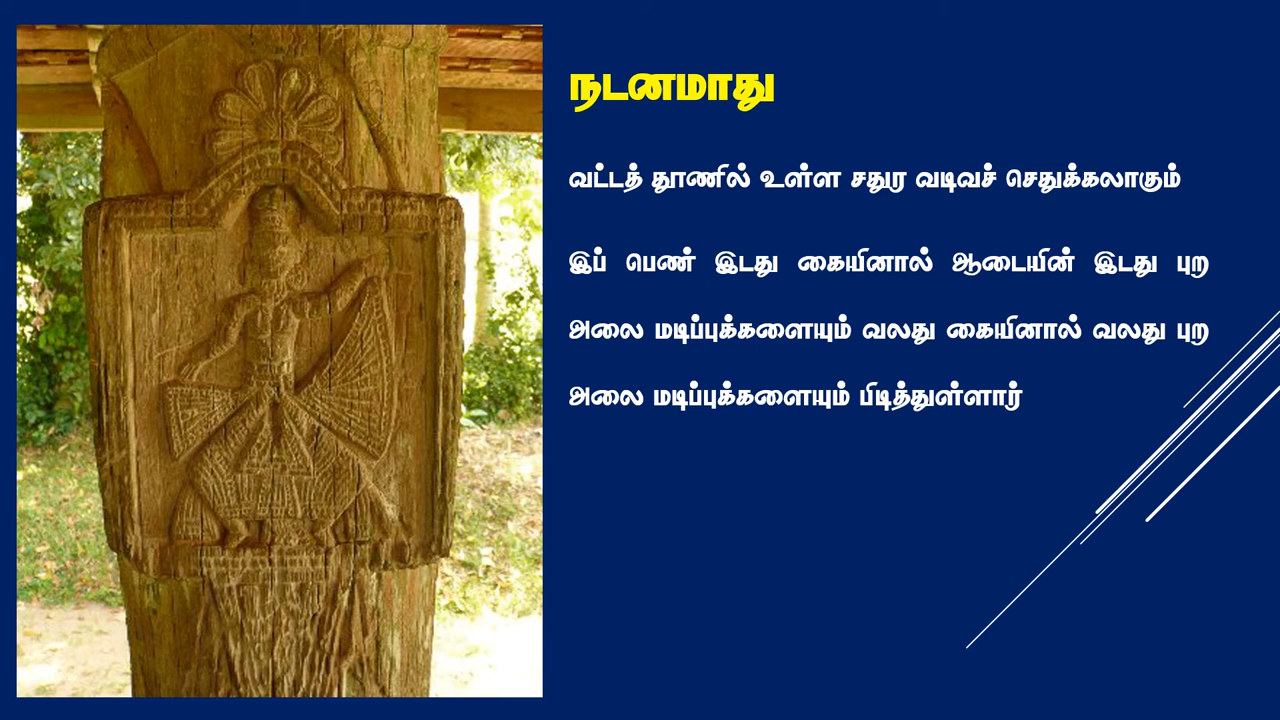 நடனமாது
வட்டத் தூணில் உள்ள சதுர வடிவச் செதுக்கலாகும்
இப் பெண் இடது கையினால் ஆடையின் இடது புற
அலை மடிப்புக்களையும் வலது கையினால் வலது புற
அலை மடிப்புக்களையும் பிடித்துள்ளார்